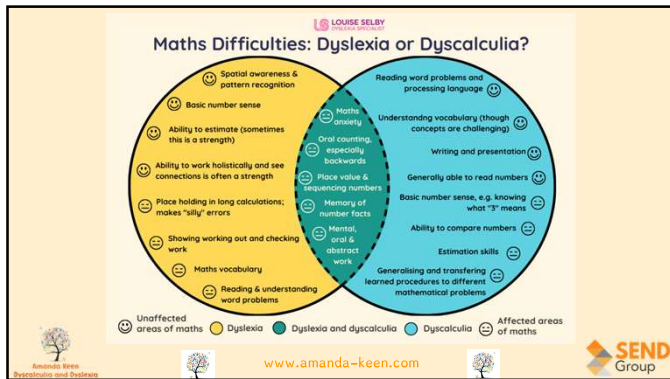 LOUISE SELBY
DYSLEXIA SPECIALIST
Maths Difficulties: Dyslexia or Dyscalculia?
Spatial awareness &
pattern recognition
Basic number sense
Ability to estimate (sometimes
this is a strength)
Ability to work holistically and see
connections is often a strength
Place holding in long calculations;
makes "silly" errors
Showing working out and checking
work
Maths vocabulary
Reading & understanding
word problems
Maths
anxiety
Oral counting,
especially
backwards
Place value &
sequencing numbers
Memory of
number facts
Mental,
oral &
abstract
work
Reading word problems and
processing language
Understandng vocabulary (though
concepts are challenging)
Writing and presentation
Generally able to read numbers
Basic number sense, e.g. knowing
what "3" means
Ability to compare numbers
Estimation skills
Generalising and transfering
learned procedures to different
mathematical problems
Unaffected
areas of maths
Dyslexia
Dyslexia and dyscalculia
Dyscalculia
Affected areas
of maths
Amanda Keen
Dyscalculia and Dyslexia
www.amanda-keen.com
SEND
Group